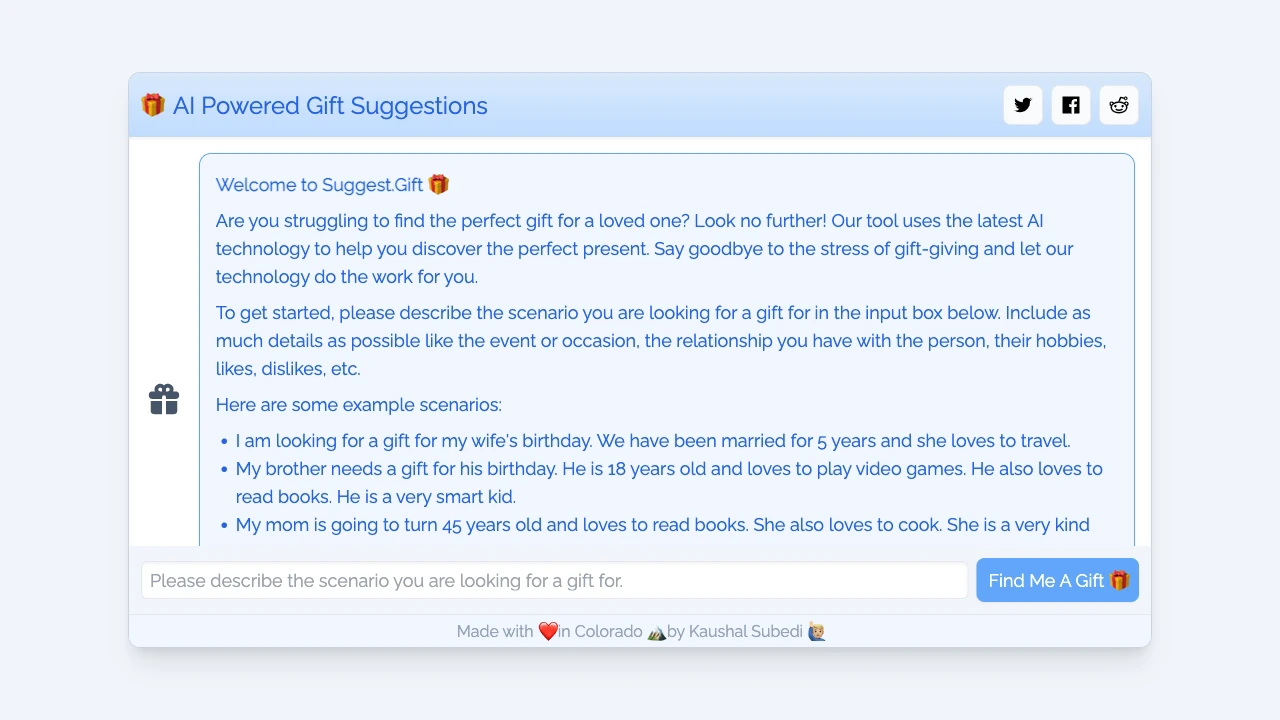 🎁 AI Powered Gift Suggestions
Welcome to Suggest.Gift 🎁
Are you struggling to find the perfect gift for a loved one? Look no further! Our tool uses the latest AI
technology to help you discover the perfect present. Say goodbye to the stress of gift-giving and let our
technology do the work for you.
To get started, please describe the scenario you are looking for a gift for in the input box below. Include as
much details as possible like the event or occasion, the relationship you have with the person, their hobbies,
likes, dislikes, etc.
Here are some example scenarios:
• I am looking for a gift for my wife's birthday. We have been married for 5 years and she loves to travel.
• My brother needs a gift for his birthday. He is 18 years old and loves to play video games. He also loves to
read books. He is a very smart kid.
• My mom is going to turn 45 years old and loves to read books. She also loves to cook. She is a very kind
Please describe the scenario you are looking for a gift for.
Find Me A Gift 🎁
Made with ❤️in Colorado 🏔️by Kaushal Subedi 🙋🏼‍♂️